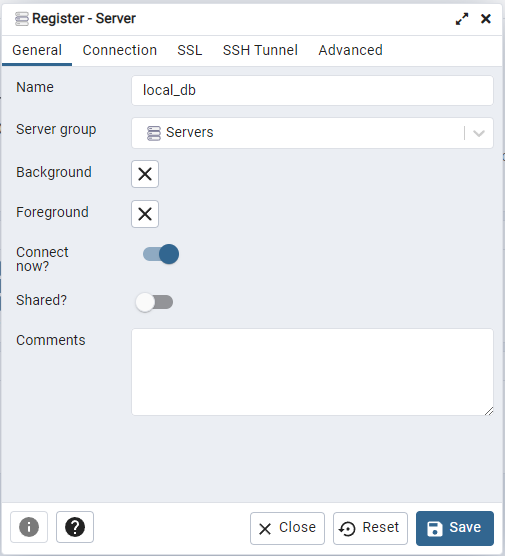 Register - Server
General Connection SSL SSH Tunnel Advanced
Name local_db
Server group Servers
Background
Foreground
Connect
now?
Shared?
Comments
Close Reset Save